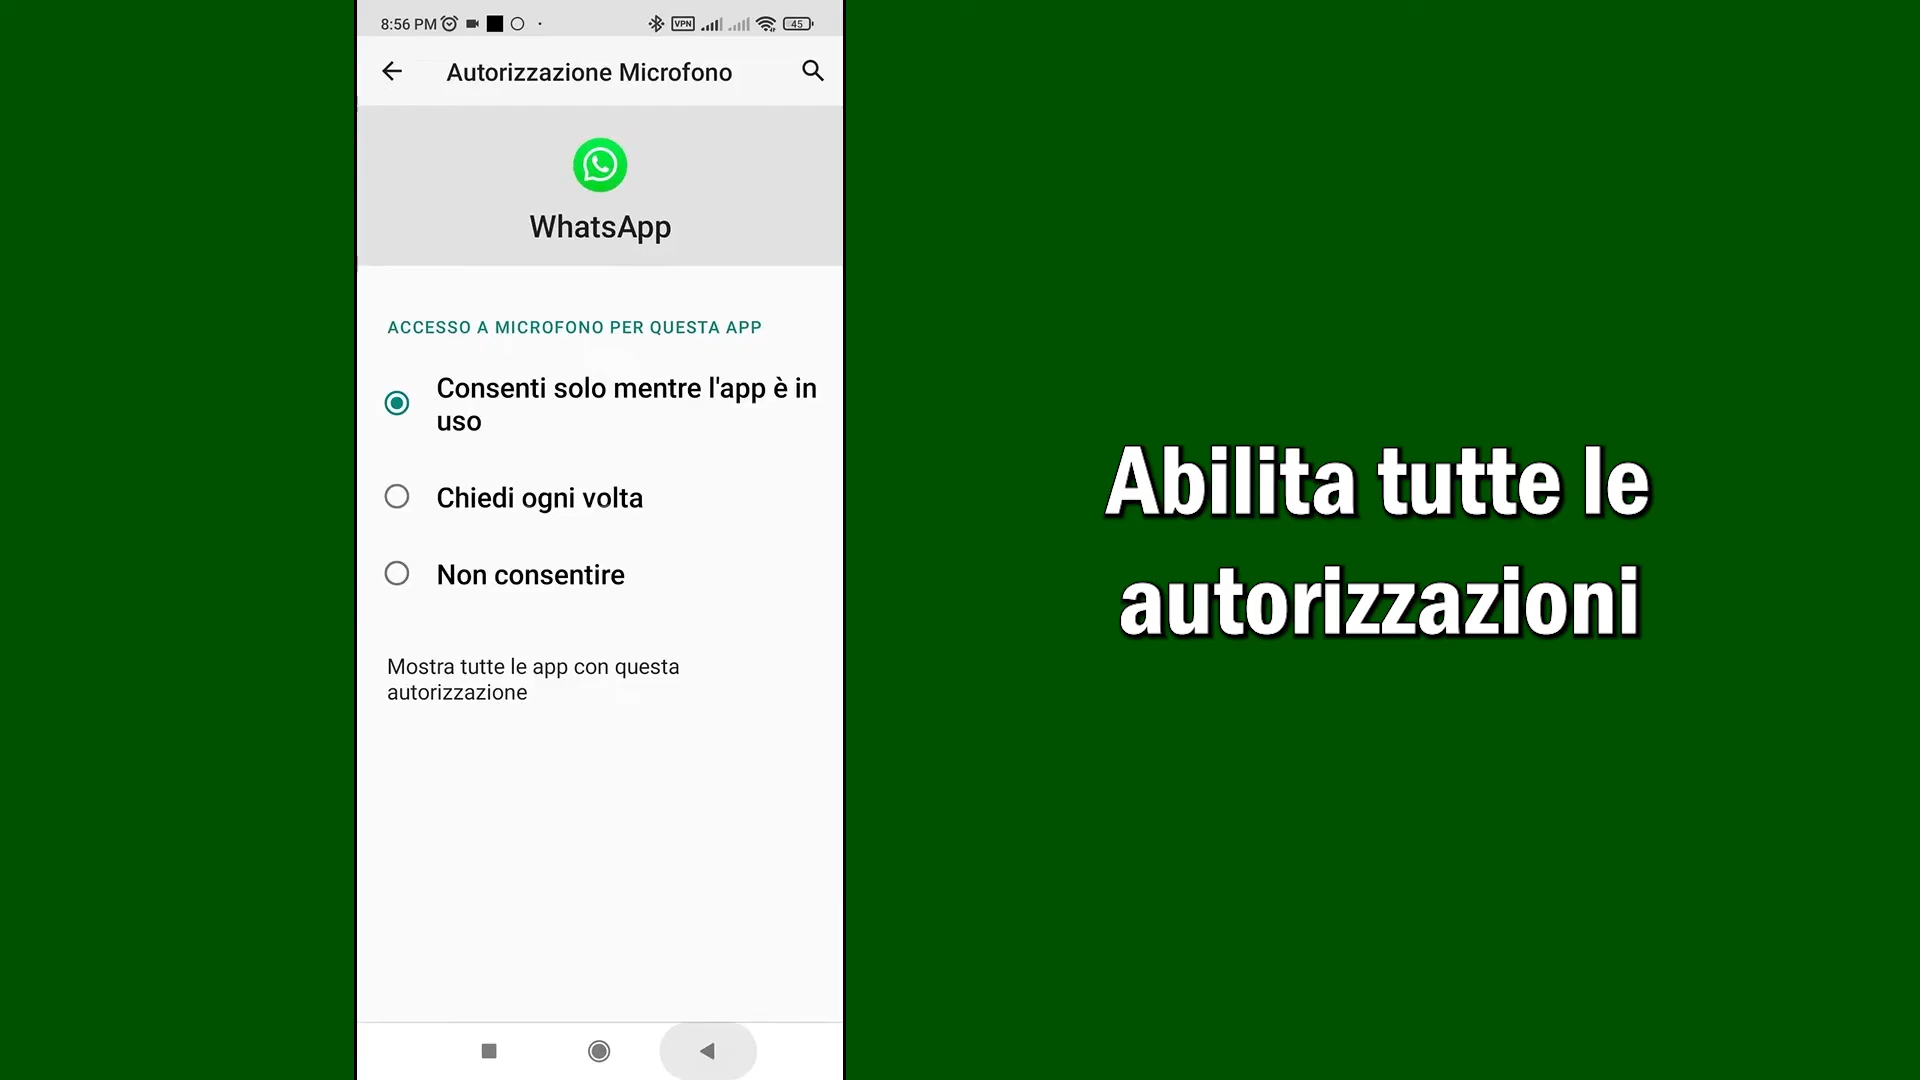 8:56 PM
VPN
45
Autorizzazione Microfono
WhatsApp
ACCESSO A MICROFONO PER QUESTA APP
Consenti solo mentre l'app è in
uso
Chiedi ogni volta
Non consentire
Mostra tutte le app con questa
autorizzazione
Abilita tutte le
autorizzazioni